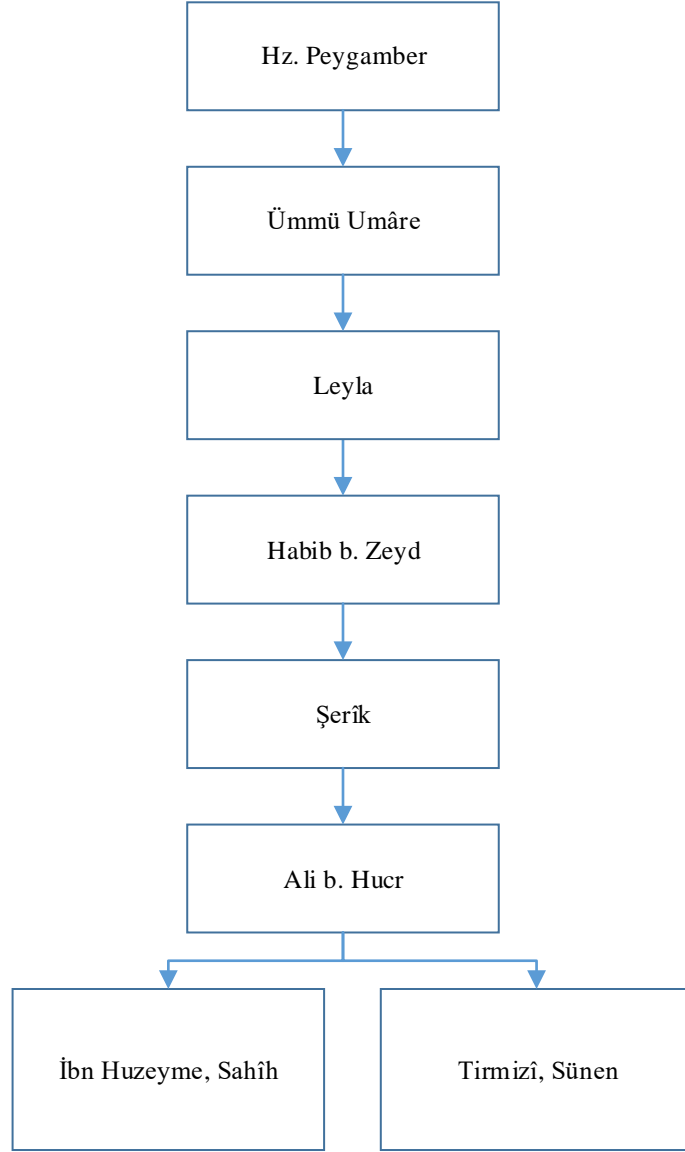 Hz. Peygamber
Ümmü Umâre
Leyla
Habib b. Zeyd
Şerîk
Ali b. Hucr
İbn Huzeyme, Sahîh
Tirmizî, Sünen